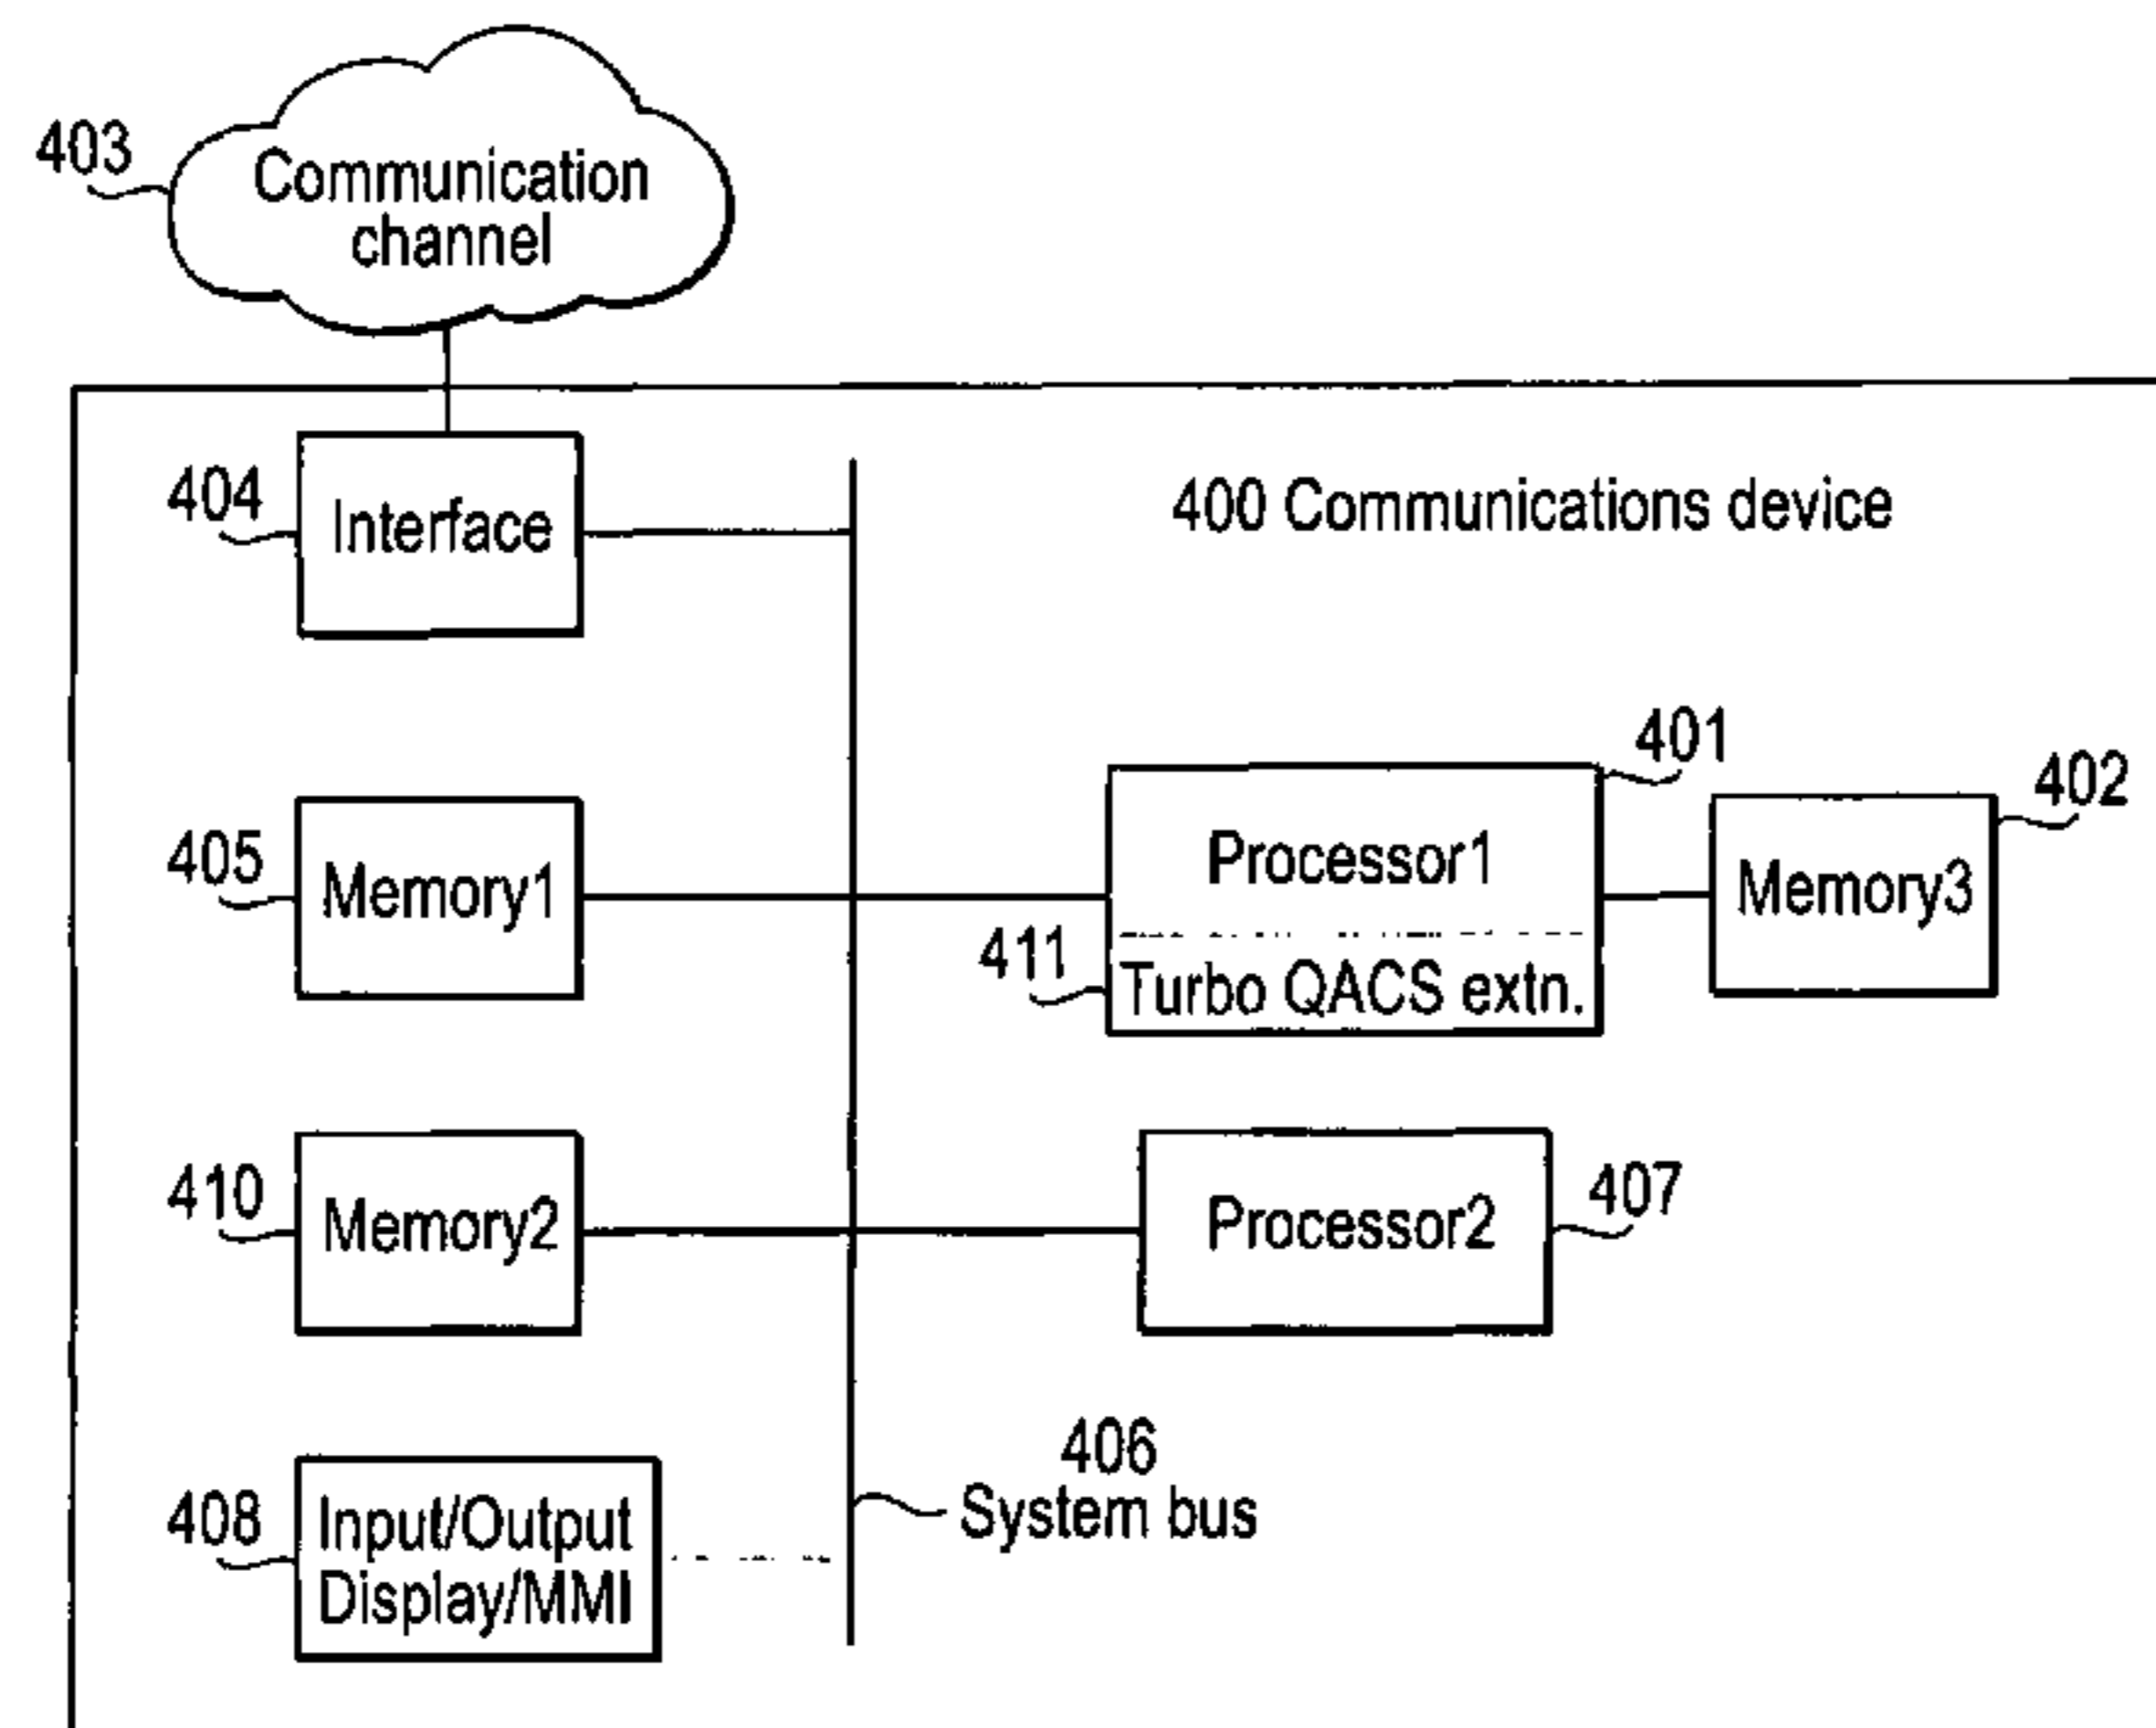 403
Communication
channel
404
Interface
400 Communications device
401
402
405
Memory1
Processor1
Memory3
411
Turbo QACS extn.
410
Memory2
Processor2
407
406
System bus
408
Input/Output
Display/MMI